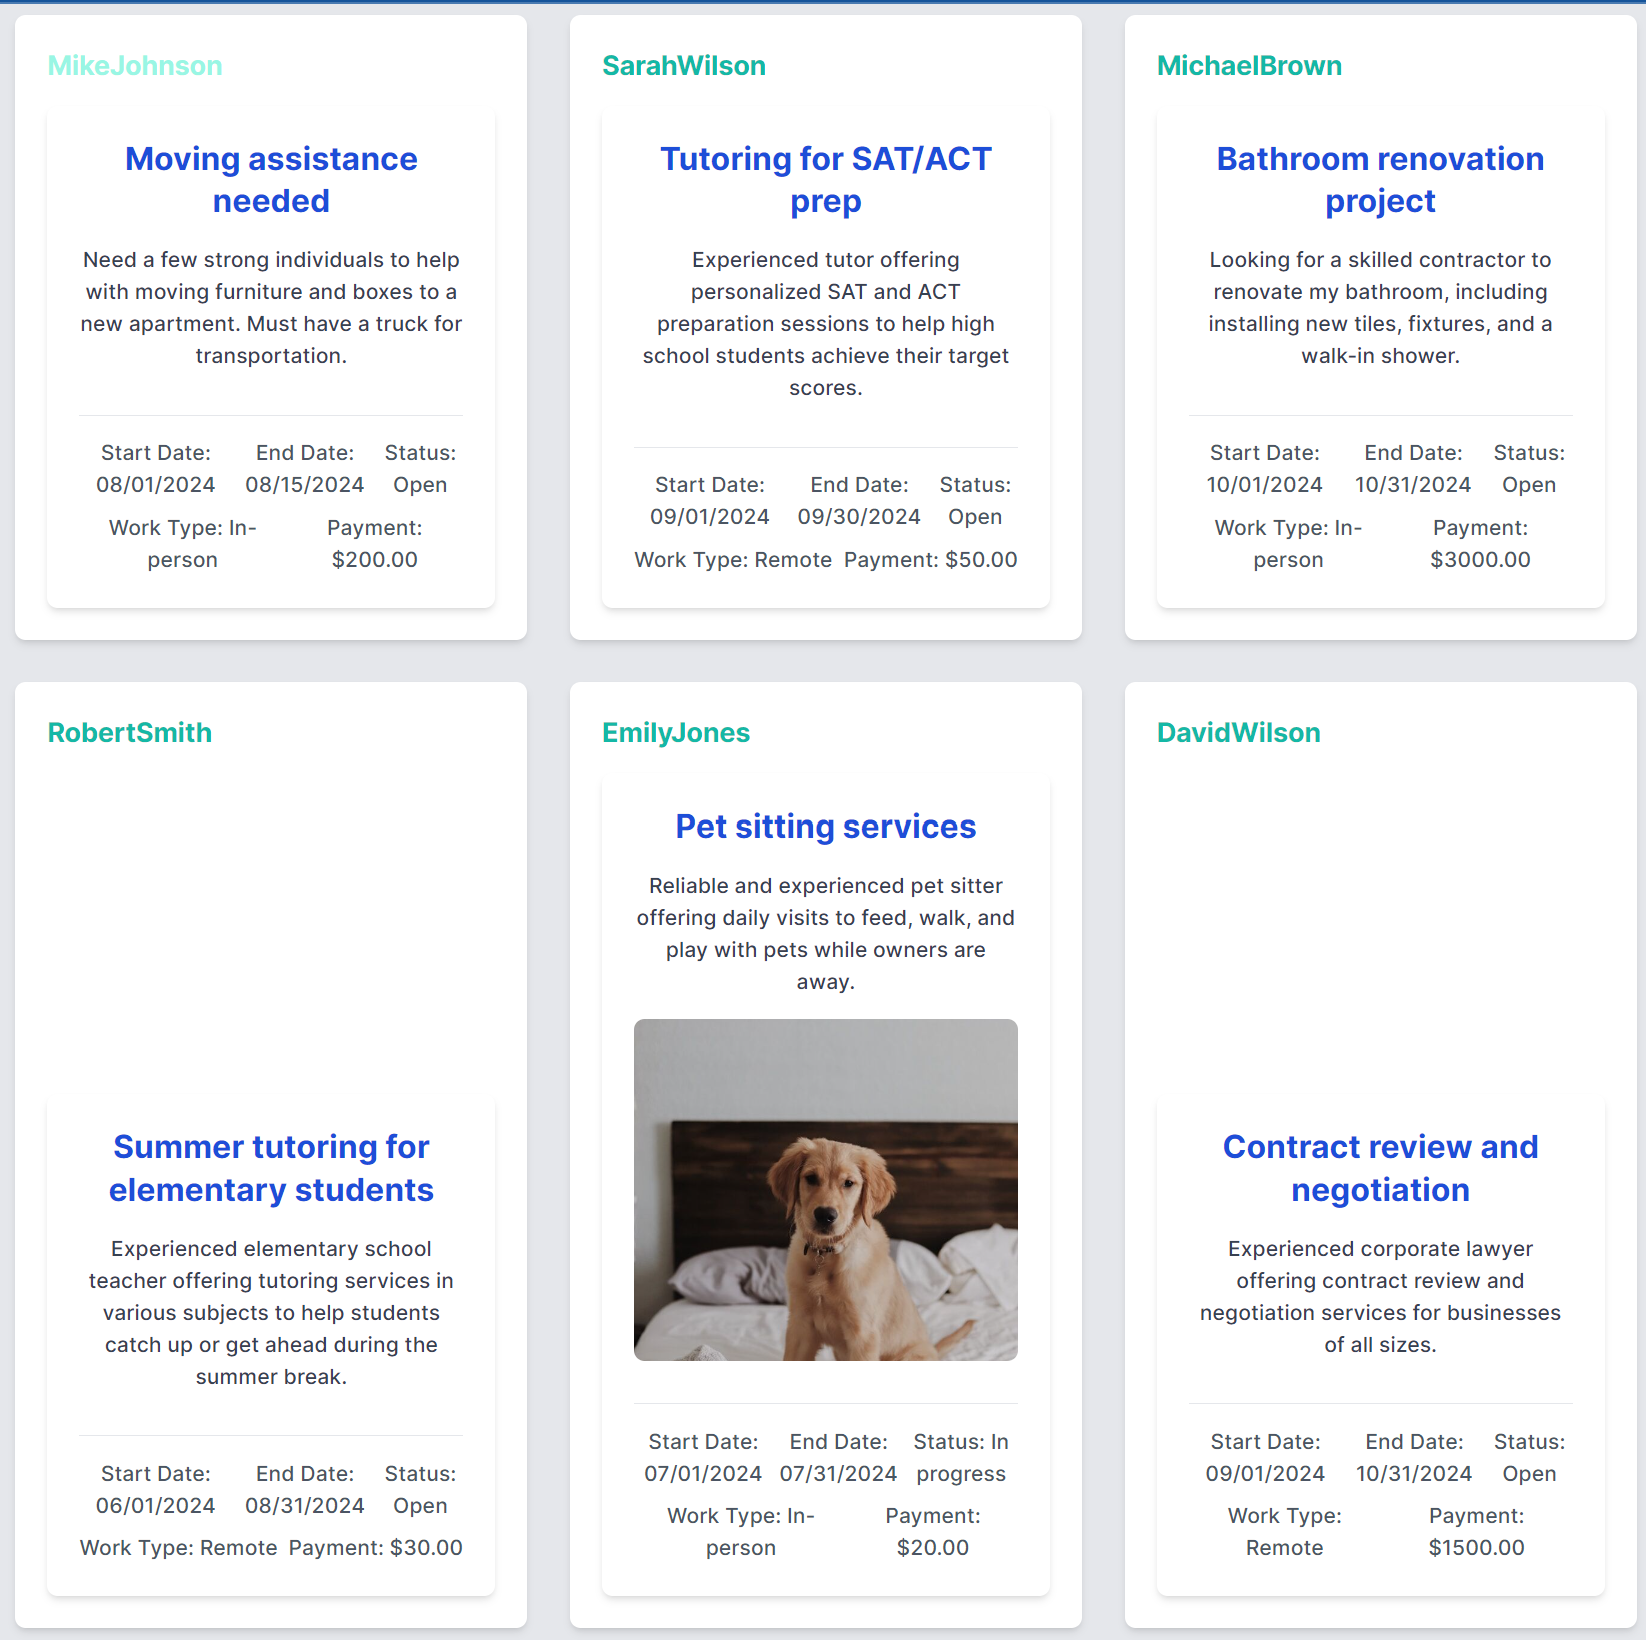 MikeJohnson
Moving assistance
needed
Need a few strong individuals to help
with moving furniture and boxes to a
new apartment. Must have a truck for
transportation.
Start Date:
08/01/2024
End Date:
08/15/2024
Status:
Open
Work Type: In-
person
Payment:
$200.00
SarahWilson
Tutoring for SAT/ACT
prep
Experienced tutor offering
personalized SAT and ACT
preparation sessions to help high
school students achieve their target
scores.
Start Date:
09/01/2024
End Date:
09/30/2024
Status:
Open
Work Type: Remote
Payment: $50.00
MichaelBrown
Bathroom renovation
project
Looking for a skilled contractor to
renovate my bathroom, including
installing new tiles, fixtures, and a
walk-in shower.
Start Date:
10/01/2024
End Date:
10/31/2024
Status:
Open
Work Type: In-
person
Payment:
$3000.00
RobertSmith
Summer tutoring for
elementary students
Experienced elementary school
teacher offering tutoring services in
various subjects to help students
catch up or get ahead during the
summer break.
Start Date:
06/01/2024
End Date:
08/31/2024
Status:
Open
Work Type: Remote
Payment: $30.00
EmilyJones
Pet sitting services
Reliable and experienced pet sitter
offering daily visits to feed, walk, and
play with pets while owners are
away.
Start Date:
07/01/2024
End Date:
07/31/2024
Status: In
progress
Work Type: In-
person
Payment:
$20.00
DavidWilson
Contract review and
negotiation
Experienced corporate lawyer
offering contract review and
negotiation services for businesses
of all sizes.
Start Date:
09/01/2024
End Date:
10/31/2024
Status:
Open
Work Type:
Remote
Payment:
$1500.00